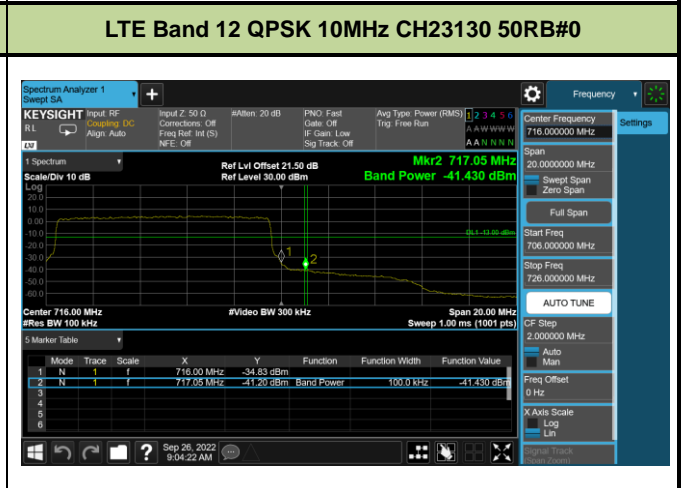 LTE Band 12 QPSK 10MHz CH23130 50RB#0
Spectrum Analyzer 1
Swept SA
Frequency
KEYSIGHT
RL
LXI
Input: RF
Coupling: DC
Align: Auto
Input Z: 50 Ω
Corrections: Off
Freq Ref: Int (S)
NFE: Off
#Atten: 20 dB
PNO: Fast
Gate: Off
IF Gain: Low
Sig Track: Off
Avg Type: Power (RMS)
Trig: Free Run
1 2 3 4 5 6
A A W W W W
A A N N N N
Center Frequency
716.000000 MHz
Settings
Span
20.0000000 MHz
Swept Span
Zero Span
Full Span
Start Freq
706.000000 MHz
Stop Freq
726.000000 MHz
AUTO TUNE
CF Step
2.000000 MHz
Auto
Man
Freq Offset
0 Hz
X Axis Scale
Log
Lin
Signal Track
(Span Zoom)
1 Spectrum
Scale/Div 10 dB
Ref Lvl Offset 21.50 dB
Ref Level 30.00 dBm
Mkr2 717.05 MHz
Band Power -41.430 dBm
Log
20.0
10.0
0.00
-10.0
-20.0
-30.0
-40.0
-50.0
-60.0
DL1 -13.00 dBm
1
2
Center 716.00 MHz
#Res BW 100 kHz
#Video BW 300 kHz
Span 20.00 MHz
Sweep 1.00 ms (1001 pts)
5 Marker Table
Mode Trace Scale X Y Function Function Width Function Value
1 N 1 f 716.00 MHz -34.83 dBm
2 N 1 f 717.05 MHz -41.20 dBm Band Power 100.0 kHz -41.430 dBm
3
4
5
6
Sep 26, 2022
9:04:22 AM